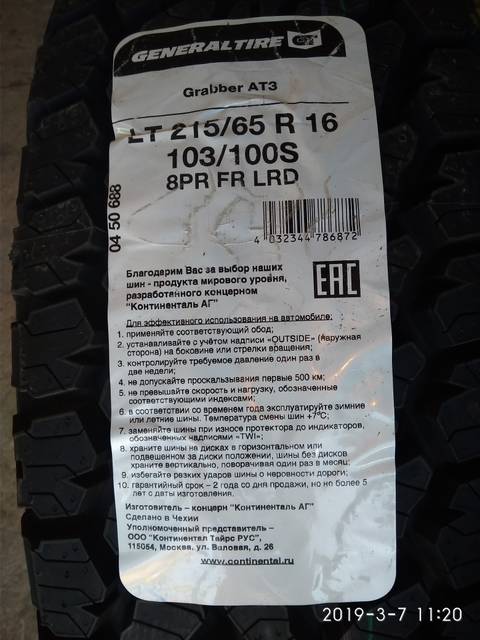 GENERAL TIRE GT
Grabber AT3
LT 215/65 R 16
103/100S
8PR FR LRD
04 50 688
4 032344 786872
Благодарим Вас за выбор наших
шин - продукта мирового уровня,
разработанного концерном
"Континенталь АГ"
EAC
Для эффективного использования на автомобиле:
1. применяйте соответствующий обод;
2. устанавливайте с учётом надписи «OUTSIDE» (наружная
сторона) на боковине или стрелки вращения;
3. контролируйте требуемое давление один раз в
две недели;
4. не допускайте проскальзывания первые 500 км;
5. не превышайте скорость и нагрузку, обозначенные
соответствующими индексами;
6. в соответствии со временем года эксплуатируйте зимние
или летние шины. Температура смены шин +7°C;
7. заменяйте шины при износе протектора до индикаторов,
обозначенных надписями «TWI»;
8. храните шины на дисках в горизонтальном или
подвешенном за диски положении, шины без дисков
храните вертикально, поворачивая один раз в месяц;
9. избегайте резких ударов шины о неровности дороги;
10. гарантийный срок - 2 года со дня продажи, но не более 5
лет с даты изготовления.
Изготовитель – концерн "Континенталь АГ"
Сделано в Чехии
Уполномоченный представитель –
ООО "Континентал Тайрс РУС",
115054, Москва, ул. Валовая, д. 26
www.continental.ru
2019-3-7 11:20